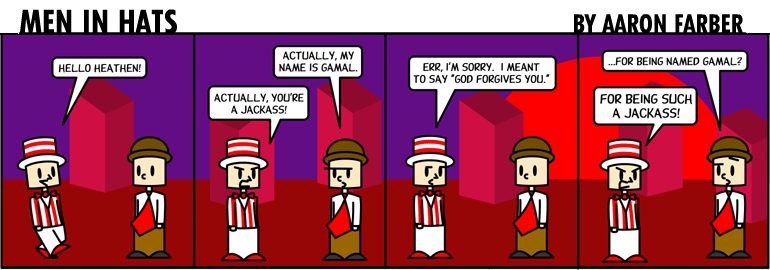 MEN IN HATS
BY AARON FARBER
HELLO HEATHEN!
ACTUALLY, MY
NAME IS GAMAL.
ACTUALLY, YOU'RE
A JACKASS!
ERR, I'M SORRY. I MEANT
TO SAY "GOD FORGIVES YOU."
...FOR BEING NAMED GAMAL?
FOR BEING SUCH
A JACKASS!